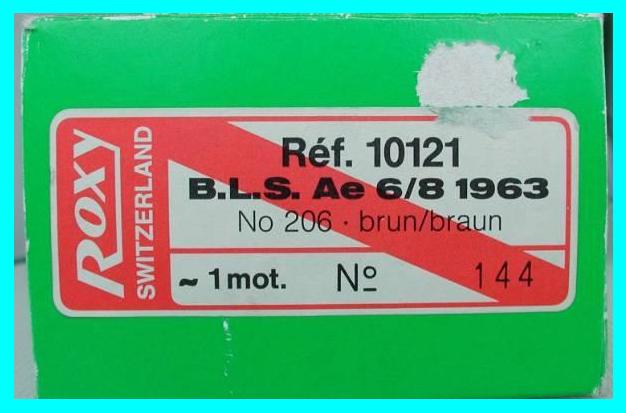 Roxy
SWITZERLAND
Réf. 10121
B.L.S. Ae 6/8 1963
No 206 · brun/braun
~ 1 mot. Nº 144